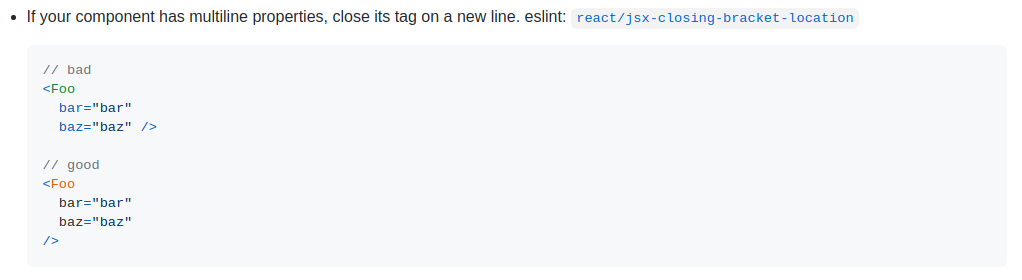 • If your component has multiline properties, close its tag on a new line. eslint: react/jsx-closing-bracket-location
// bad
<Foo
  bar="bar"
  baz="baz" />

// good
<Foo
  bar="bar"
  baz="baz"
/>